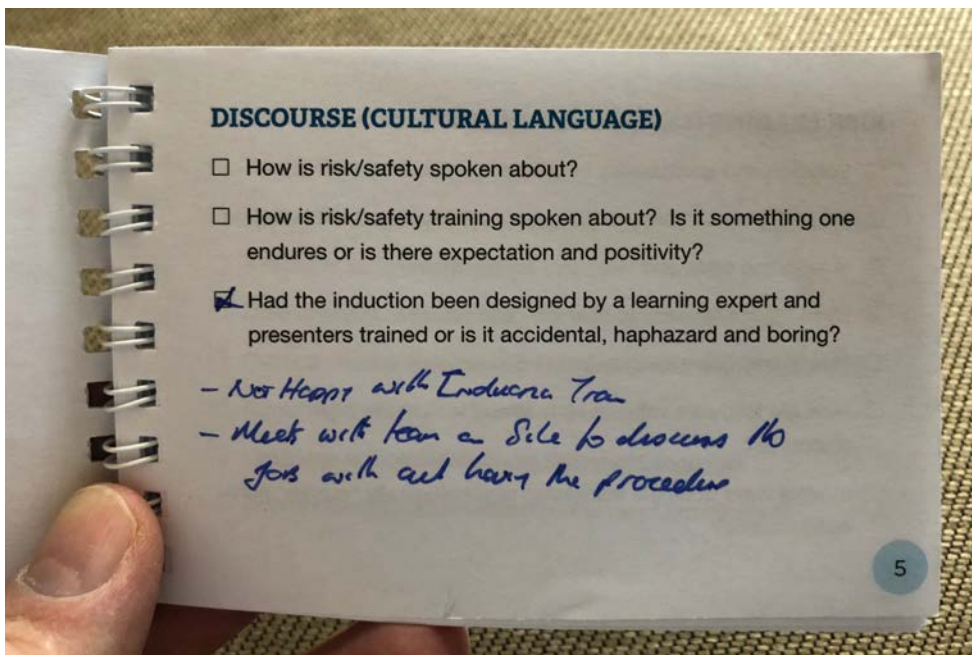 DISCOURSE (CULTURAL LANGUAGE)
☐ How is risk/safety spoken about?
☐ How is risk/safety training spoken about? Is it something one
endures or is there expectation and positivity?
☑ Had the induction been designed by a learning expert and
presenters trained or is it accidental, haphazard and boring?
- Not Happy with
- Meet with team on Site to discuss
Job with out having the procedure
5